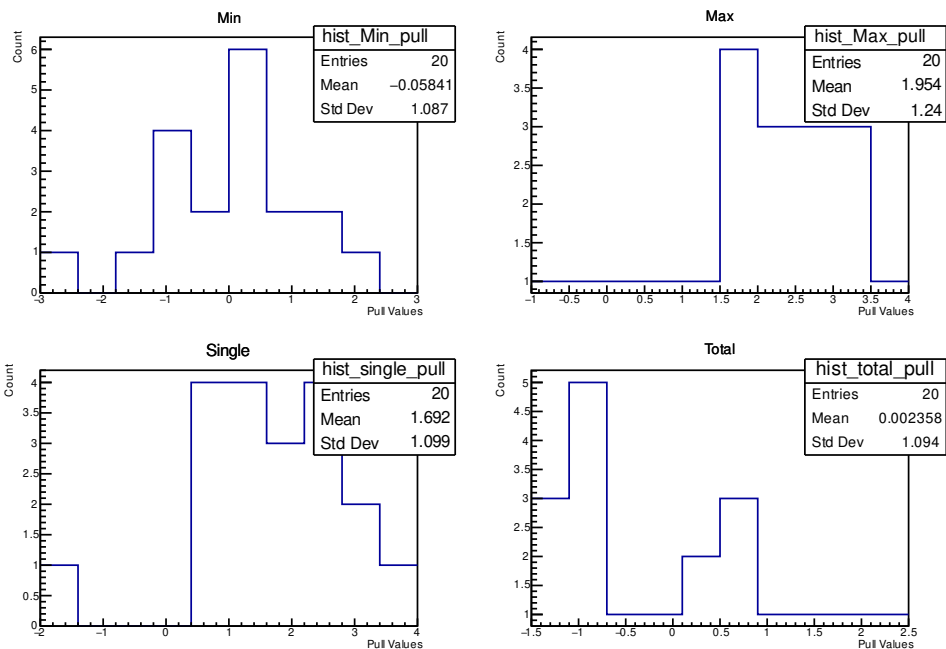 Min
Count
hist_Min_pull
Entries 20
Mean −0.05841
Std Dev 1.087
6
5
4
3
2
1
0
−3 −2 −1 0 1 2 3
Pull Values
Max
Count
hist_Max_pull
Entries 20
Mean 1.954
Std Dev 1.24
4
3.5
3
2.5
2
1.5
1
−1 −0.5 0 0.5 1 1.5 2 2.5 3 3.5 4
Pull Values
Single
Count
hist_single_pull
Entries 20
Mean 1.692
Std Dev 1.099
4
3.5
3
2.5
2
1.5
1
0.5
0
−2 −1 0 1 2 3 4
Pull Values
Total
Count
hist_total_pull
Entries 20
Mean 0.002358
Std Dev 1.094
5
4.5
4
3.5
3
2.5
2
1.5
1
−1.5 −1 −0.5 0 0.5 1 1.5 2 2.5
Pull Values